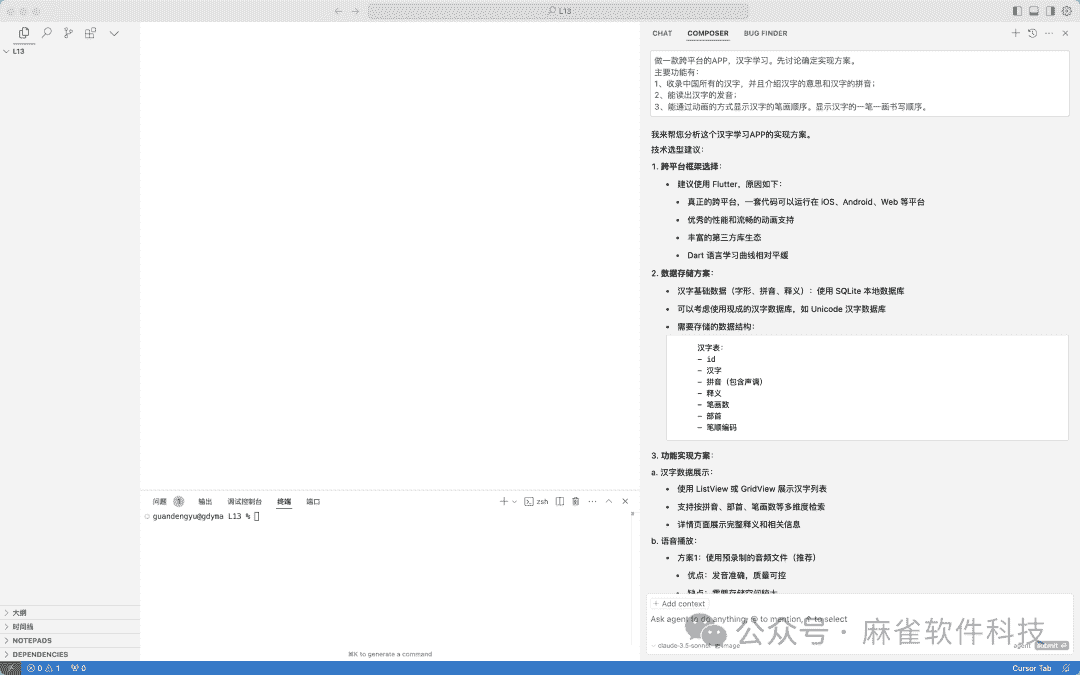 L13
L13
CHAT COMPOSER BUG FINDER
做一款跨平台的APP，汉字学习。先讨论确定实现方案。
主要功能有：
1、收录中国所有的汉字，并且介绍汉字的意思和汉字的拼音；
2、能读出汉字的发音；
3、能通过动画的方式显示汉字的笔画顺序。显示汉字的一笔一画书写顺序。
我来帮您分析这个汉字学习APP的实现方案。
技术选型建议：
1. 跨平台框架选择：
• 建议使用 Flutter，原因如下：
• 真正的跨平台，一套代码可以运行在 iOS、Android、Web 等平台
• 优秀的性能和流畅的动画支持
• 丰富的第三方库生态
• Dart 语言学习曲线相对平缓
2. 数据存储方案：
• 汉字基础数据（字形、拼音、释义）：使用 SQLite 本地数据库
• 可以考虑使用现成的汉字数据库，如 Unicode 汉字数据库
• 需要存储的数据结构：
汉字表：
- id
- 汉字
- 拼音（包含声调）
- 释义
- 笔画数
- 部首
- 笔顺编码
3. 功能实现方案：
a. 汉字数据展示：
• 使用 ListView 或 GridView 展示汉字列表
• 支持按拼音、部首、笔画数等多维度检索
• 详情页面展示完整释义和相关信息
b. 语音播放：
• 方案1：使用预录制的音频文件（推荐）
• 优点：发音准确，质量可控
• 缺点：需要存储空间较大
+ Add context
Ask agent to do anything, @ to mention, ↑ to select
claude-3.5-sonnet image
agent submit
公众号 · 麻雀软件科技
问题 输出 调试控制台 终端 端口
zsh
guandengyu@gdyma L13 %
⌘K to generate a command
大纲
时间线
NOTEPADS
DEPENDENCIES
0 1 0
Cursor Tab